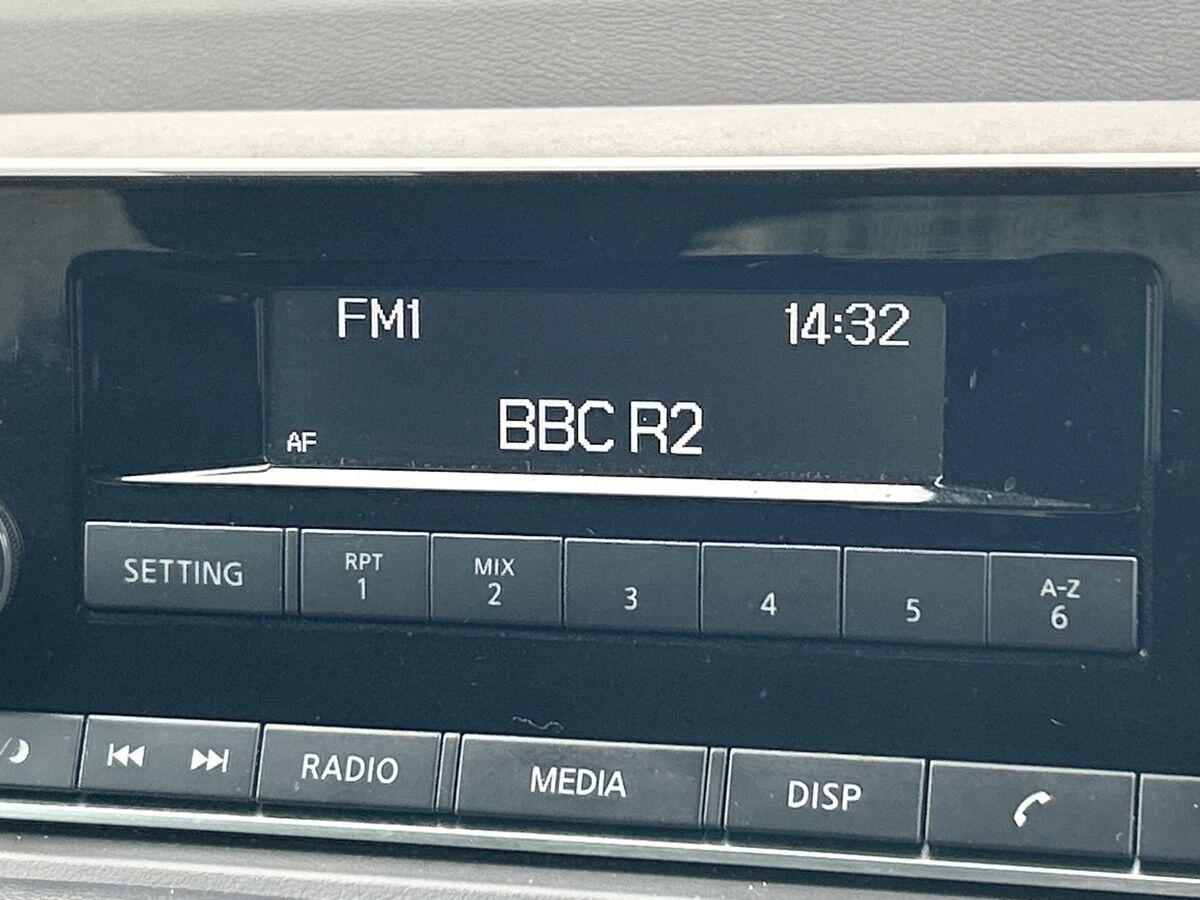 FM1 14:32
AF BBC R2
SETTING RPT 1 MIX 2 3 4 5 A-Z 6
RADIO MEDIA DISP